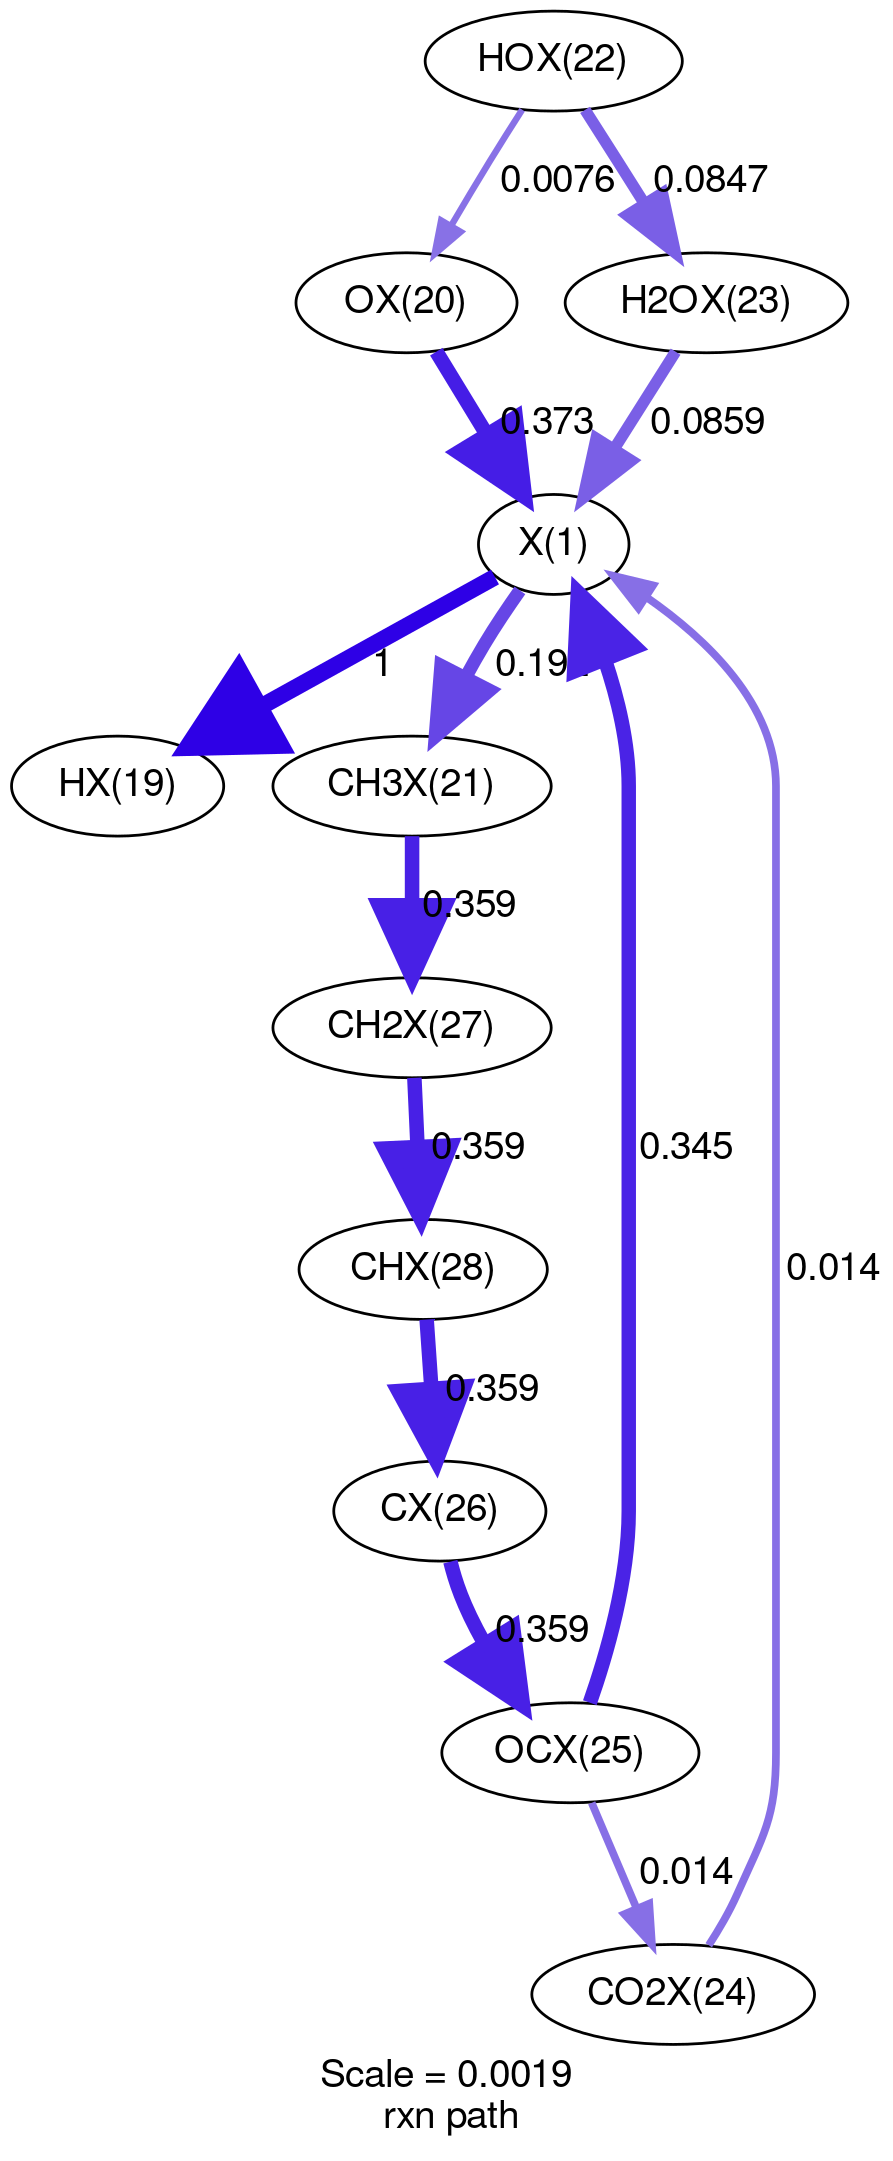 HOX(22)
0.0076
0.0847
OX(20)
H2OX(23)
0.373
0.0859
X(1)
1
HX(19)
CH3X(21)
0.359
CH2X(27)
0.359
0.345
CHX(28)
0.014
0.359
CX(26)
0.359
OCX(25)
0.014
CO2X(24)
Scale = 0.0019
rxn path